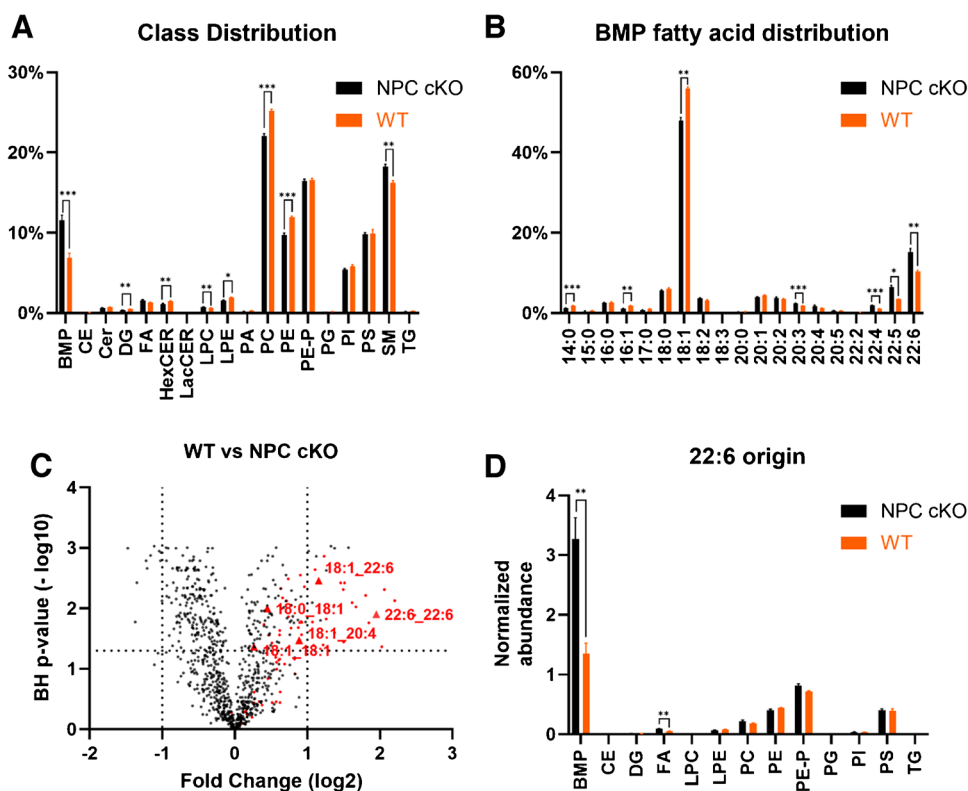 A
Class Distribution
30%
20%
10%
0%
NPC cKO
WT
***
**
**
**
*
***
***
**
BMP
CE
Cer
DG
FA
HexCER
LacCER
LPC
LPE
PA
PC
PE
PE-P
PG
PI
PS
SM
TG
B
BMP fatty acid distribution
60%
40%
20%
0%
NPC cKO
WT
***
**
**
***
***
*
**
14:0
15:0
16:0
16:1
17:0
18:0
18:1
18:2
18:3
20:0
20:1
20:2
20:3
20:4
20:5
22:2
22:4
22:5
22:6
C
WT vs NPC cKO
BH p-value (- log10)
4
3
2
1
0
18:1_22:6
18:0_18:1
22:6_22:6
18:1_20:4
18:1_18:1
-2
-1
0
1
2
3
Fold Change (log2)
D
22:6 origin
Normalized
abundance
4
3
2
1
0
NPC cKO
WT
**
**
BMP
CE
DG
FA
LPC
LPE
PC
PE
PE-P
PG
PI
PS
TG